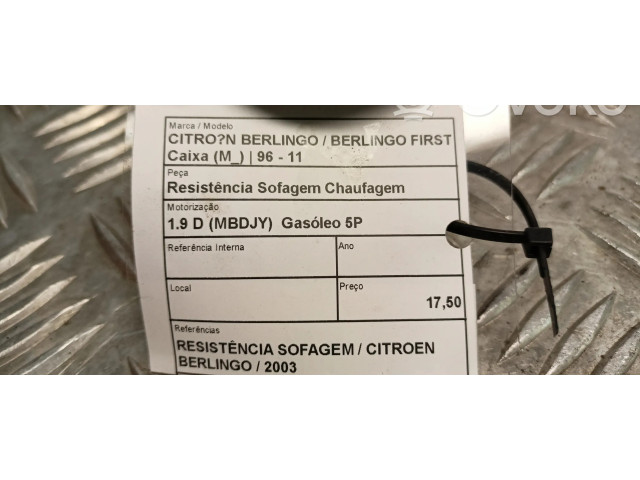 Marca / Modelo
CITRO?N BERLINGO / BERLINGO FIRST
Caixa (M_) | 96 - 11
Peça
Resistência Sofagem Chaufagem
Motorização
1.9 D (MBDJY) Gasóleo 5P
Referência Interna
Ano
Local
Preço
17,50
Referências
RESISTÊNCIA SOFAGEM / CITROEN
BERLINGO / 2003